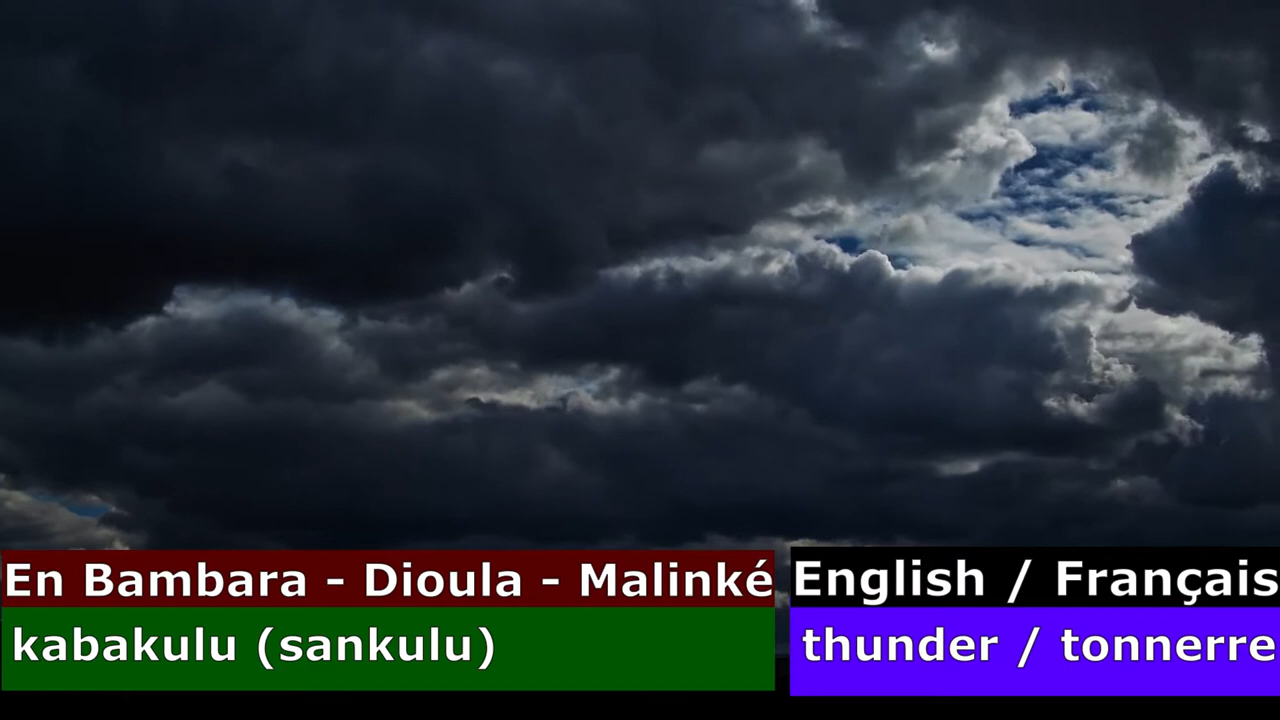 En Bambara - Dioula - Malinké
kabakulu (sankulu)
English / Français
thunder / tonnerre